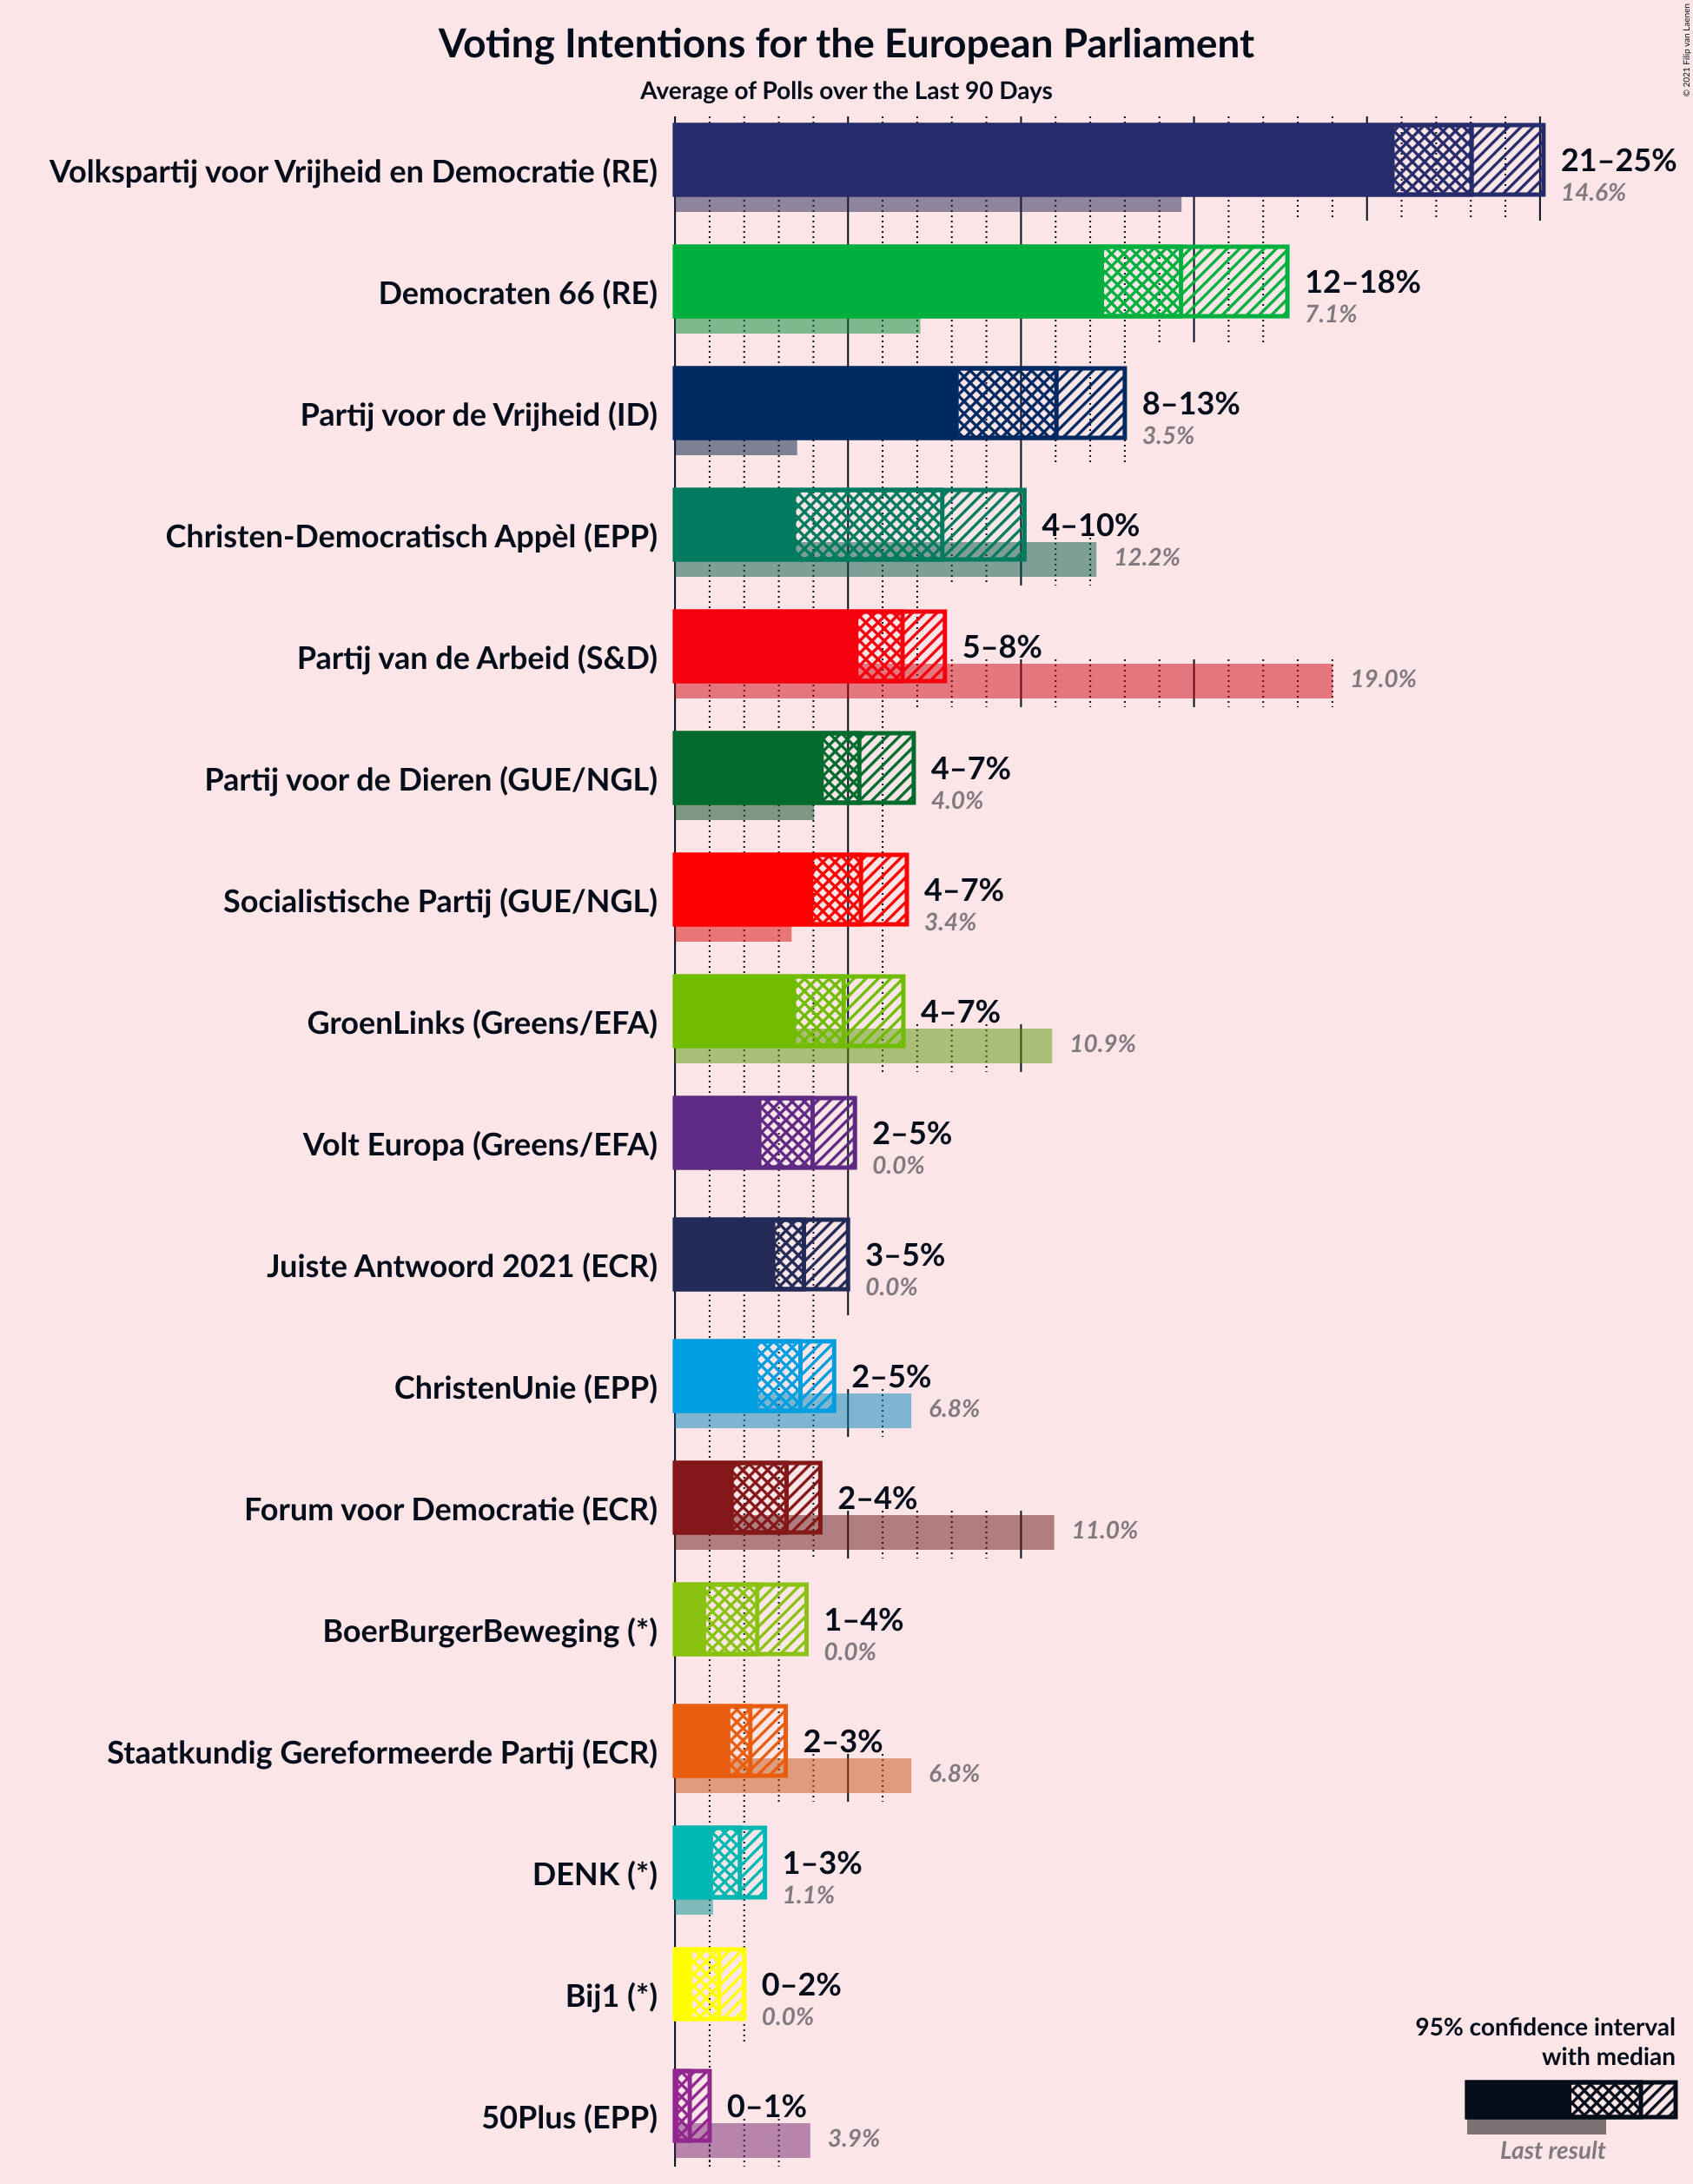 Voting Intentions for the European Parliament
Average of Polls over the Last 90 Days
© 2021 Filip van Laenen
Volkspartij voor Vrijheid en Democratie (RE)
21–25%
14.6%
Democraten 66 (RE)
12–18%
7.1%
Partij voor de Vrijheid (ID)
8–13%
3.5%
Christen-Democratisch Appèl (EPP)
4–10%
12.2%
Partij van de Arbeid (S&D)
5–8%
19.0%
Partij voor de Dieren (GUE/NGL)
4–7%
4.0%
Socialistische Partij (GUE/NGL)
4–7%
3.4%
GroenLinks (Greens/EFA)
4–7%
10.9%
Volt Europa (Greens/EFA)
2–5%
0.0%
Juiste Antwoord 2021 (ECR)
3–5%
0.0%
ChristenUnie (EPP)
2–5%
6.8%
Forum voor Democratie (ECR)
2–4%
11.0%
BoerBurgerBeweging (*)
1–4%
0.0%
Staatkundig Gereformeerde Partij (ECR)
2–3%
6.8%
DENK (*)
1–3%
1.1%
Bij1 (*)
0–2%
0.0%
50Plus (EPP)
0–1%
3.9%
95% confidence interval
with median
Last result